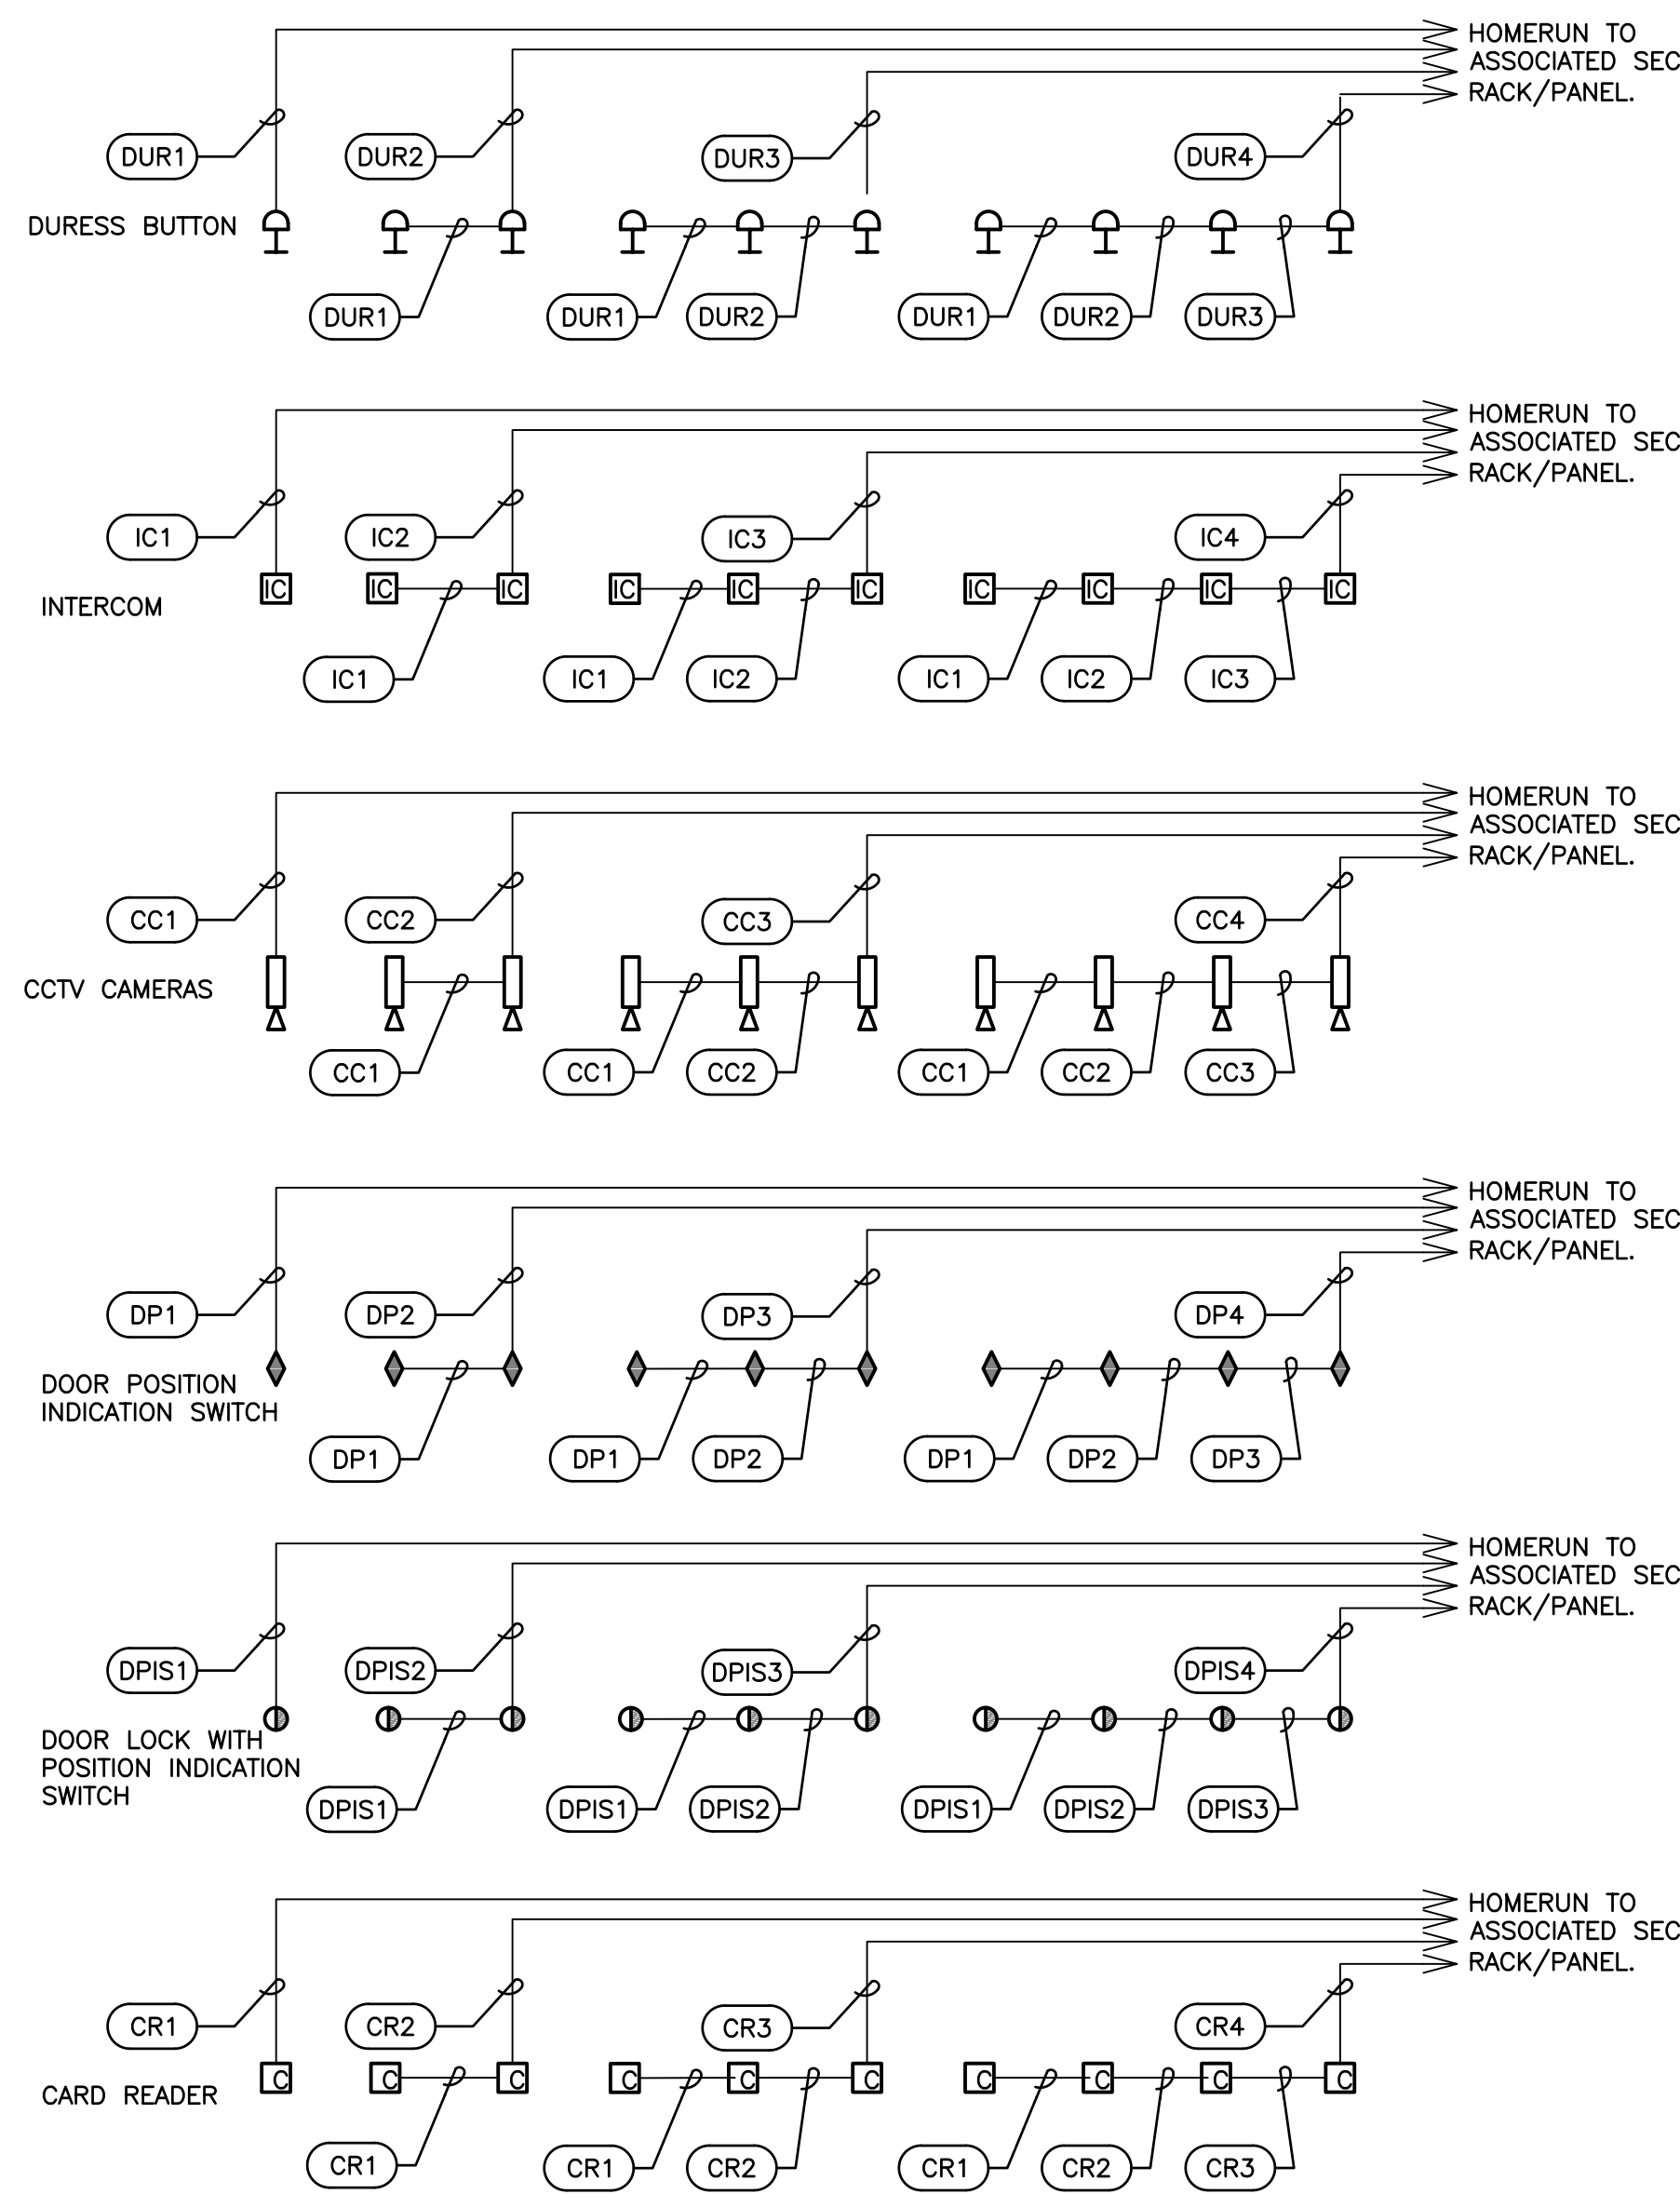 HOMERUN TO
ASSOCIATED SEC
RACK/PANEL.
DUR1
DUR2
DUR3
DUR4
DURESS BUTTON
DUR1
DUR1
DUR2
DUR1
DUR2
DUR3
HOMERUN TO
ASSOCIATED SEC
RACK/PANEL.
IC1
IC2
IC3
IC4
IC
IC
IC
IC
IC
IC
IC
IC
IC
IC
INTERCOM
IC1
IC1
IC2
IC1
IC2
IC3
HOMERUN TO
ASSOCIATED SEC
RACK/PANEL.
CC1
CC2
CC3
CC4
CCTV CAMERAS
CC1
CC1
CC2
CC1
CC2
CC3
HOMERUN TO
ASSOCIATED SEC
RACK/PANEL.
DP1
DP2
DP3
DP4
DOOR POSITION
INDICATION SWITCH
DP1
DP1
DP2
DP1
DP2
DP3
HOMERUN TO
ASSOCIATED SEC
RACK/PANEL.
DPIS1
DPIS2
DPIS3
DPIS4
DOOR LOCK WITH
POSITION INDICATION
SWITCH
DPIS1
DPIS1
DPIS2
DPIS1
DPIS2
DPIS3
HOMERUN TO
ASSOCIATED SEC
RACK/PANEL.
CR1
CR2
CR3
CR4
C
C
C
C
C
C
C
C
C
C
CARD READER
CR1
CR1
CR2
CR1
CR2
CR3